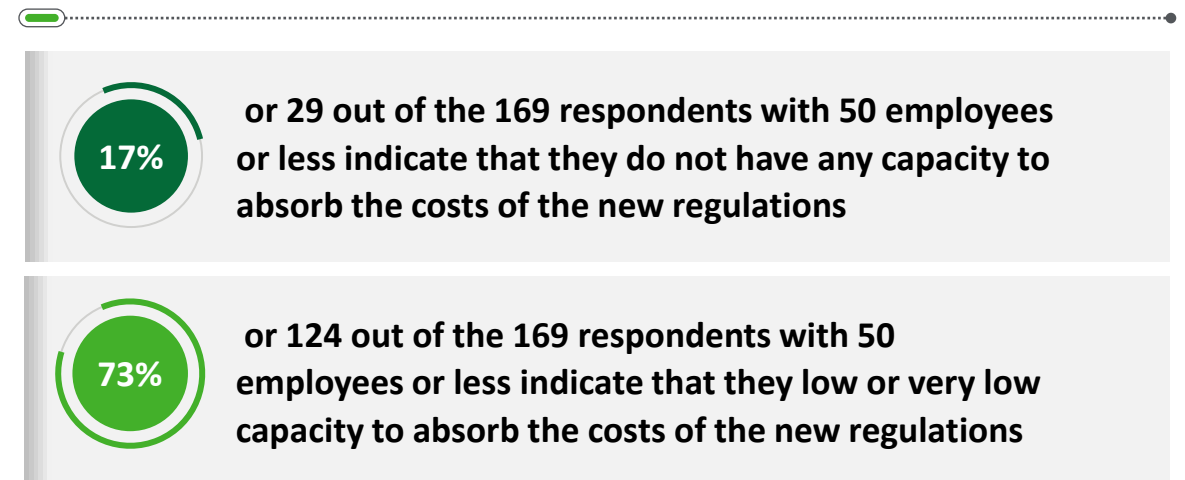 17%
or 29 out of the 169 respondents with 50 employees
or less indicate that they do not have any capacity to
absorb the costs of the new regulations
73%
or 124 out of the 169 respondents with 50
employees or less indicate that they low or very low
capacity to absorb the costs of the new regulations